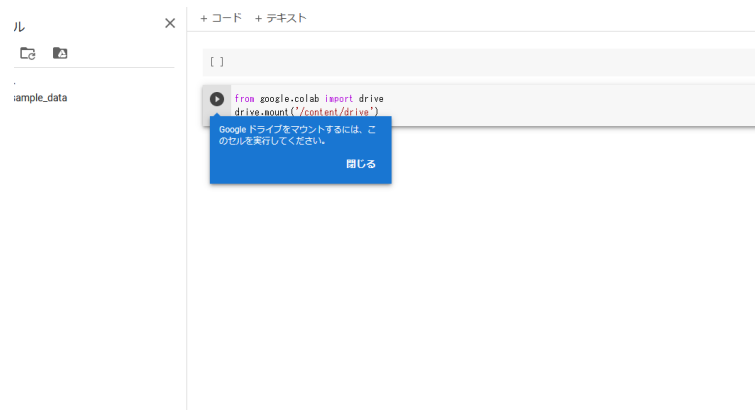 ル
+ コード + テキスト
[ ]
sample_data
from google.colab import drive
drive.mount('/content/drive')
Google ドライブをマウントするには、こ
のセルを実行してください。
閉じる